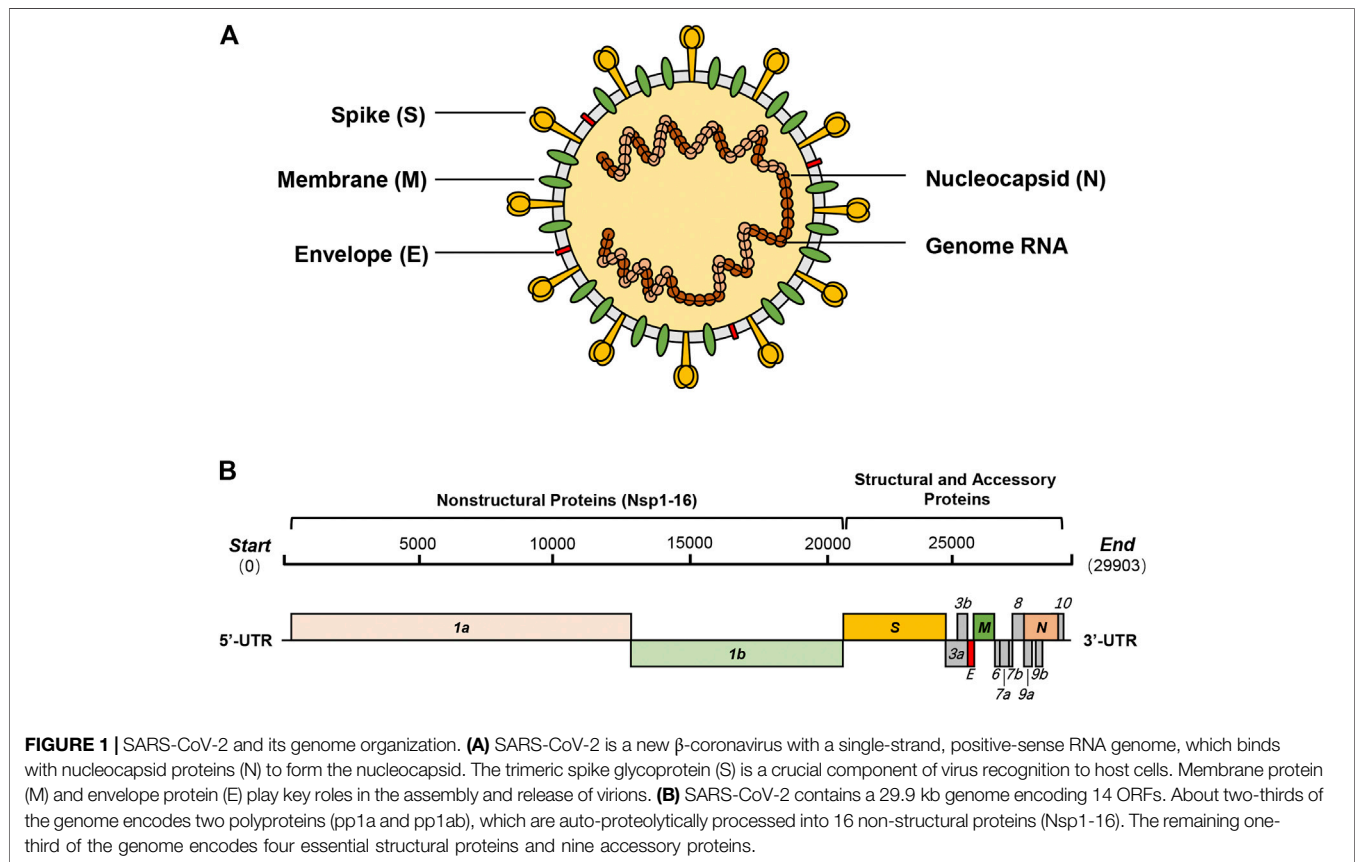 A
Spike (S)
Membrane (M)
Envelope (E)
Nucleocapsid (N)
Genome RNA
B
Nonstructural Proteins (Nsp1-16)
Structural and Accessory
Proteins
Start
(0)
5000
10000
15000
20000
25000
End
(29903)
5'-UTR
1a
1b
S
3a
3b
E
M
6
7a
7b
8
9a
9b
N
10
3'-UTR
FIGURE 1 | SARS-CoV-2 and its genome organization. (A) SARS-CoV-2 is a new β-coronavirus with a single-strand, positive-sense RNA genome, which binds
with nucleocapsid proteins (N) to form the nucleocapsid. The trimeric spike glycoprotein (S) is a crucial component of virus recognition to host cells. Membrane protein
(M) and envelope protein (E) play key roles in the assembly and release of virions. (B) SARS-CoV-2 contains a 29.9 kb genome encoding 14 ORFs. About two-thirds of
the genome encodes two polyproteins (pp1a and pp1ab), which are auto-proteolytically processed into 16 non-structural proteins (Nsp1-16). The remaining one-
third of the genome encodes four essential structural proteins and nine accessory proteins.